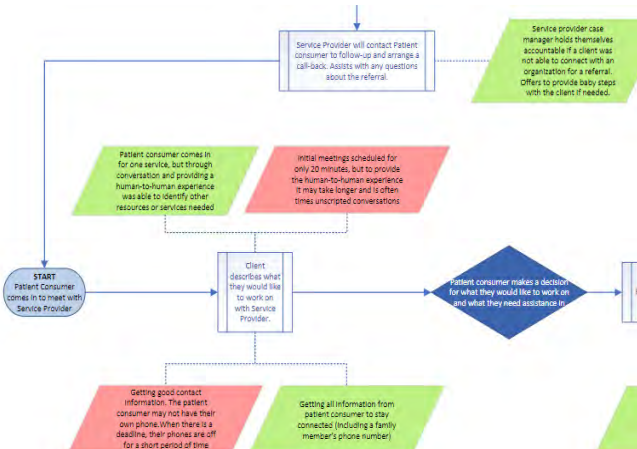 Service Provider will contact Patient
consumer to follow-up and arrange a
call-back. Assists with any questions
about the referral.
Service provider case
manager holds themselves
accountable if a client was
not able to connect with an
organization for a referral.
Offers to provide baby steps
with the client if needed.
Patient consumer comes in
for one service, but through
conversation and providing a
human-to-human experience
was able to identify other
resources or services needed
Initial meetings scheduled for
only 20 minutes, but to provide
the human-to-human experience
it may take longer and is often
times unscripted conversations
START
Patient Consumer
comes in to meet with
Service Provider
Client
describes what
they would like
to work on
with Service
Provider.
Patient consumer makes a decision
for what they would like to work on
and what they need assistance in
Getting good contact
information. The patient
consumer may not have their
own phone. When there is a
deadline, their phones are off
for a short period of time
Getting all information from
patient consumer to stay
connected (including a family
member's phone number)